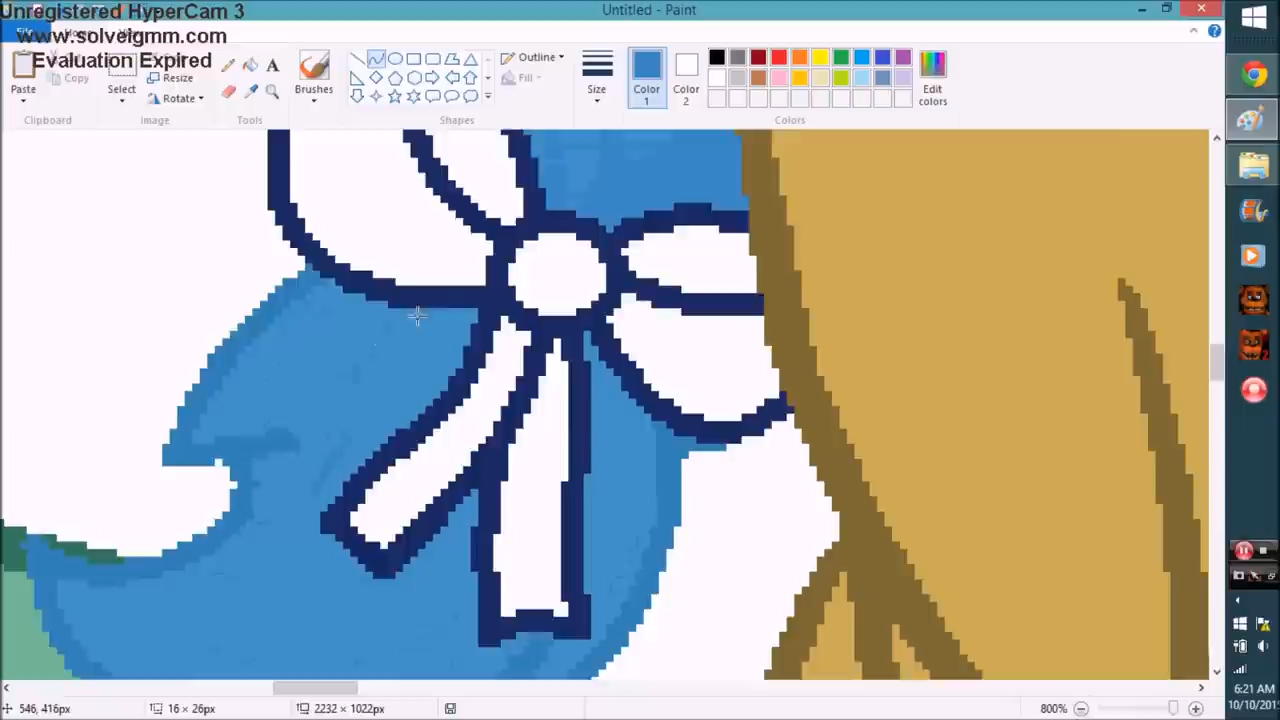 Unregistered HyperCam 3
www.solveigmm.com
Evaluation Expired
Untitled - Paint
Paste
Copy
Select
Resize
Rotate
Brushes
Outline
Fill
Size
Color 1
Color 2
Edit colors
Clipboard
Image
Tools
Shapes
Colors
546, 416px
16 × 26px
2232 × 1022px
800%
6:21 AM